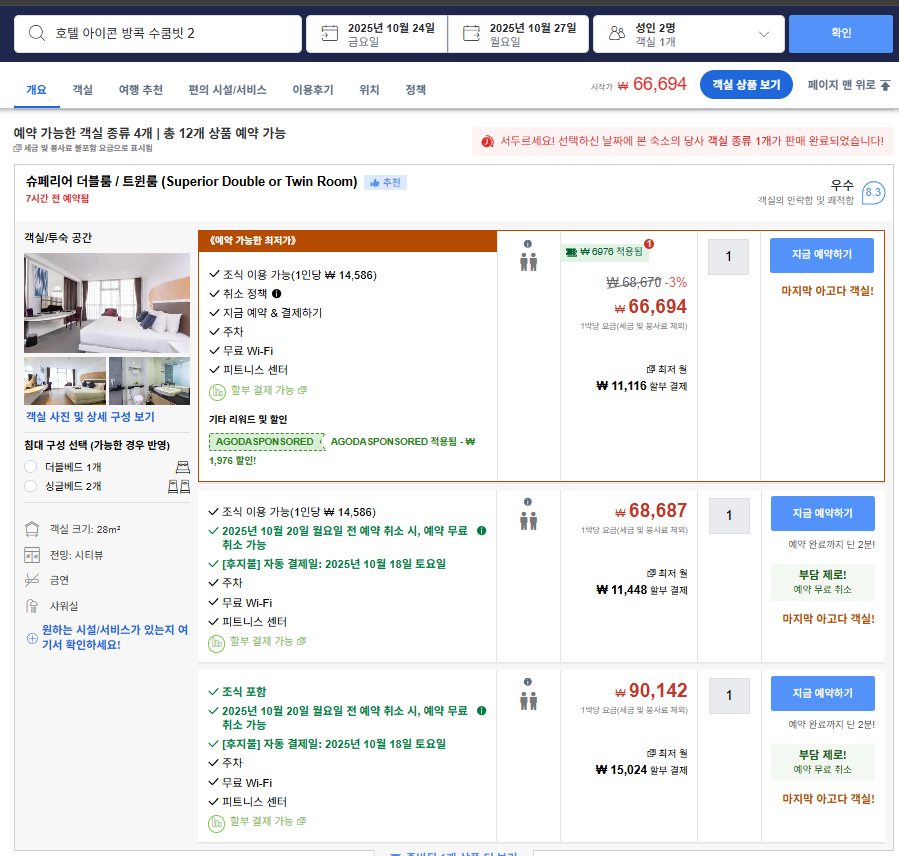 호텔 아이콘 방콕 수쿰빗 2
2025년 10월 24일
금요일
2025년 10월 27일
월요일
성인 2명
객실 1개
확인
개요
객실
여행 추천
편의 시설/서비스
이용후기
위치
정책
시작가 ₩ 66,694
객실 상품 보기
페이지 맨 위로
예약 가능한 객실 종류 4개 | 총 12개 상품 예약 가능
세금 및 봉사료 불포함 요금으로 표시됨
서두르세요! 선택하신 날짜에 본 숙소의 당사 객실 종류 1개가 판매 완료되었습니다!
슈페리어 더블룸 / 트윈룸 (Superior Double or Twin Room)
추천
7시간 전 예약됨
우수
객실의 안락함 및 쾌적함
8.3
객실/투숙 공간
객실 사진 및 상세 구성 보기
침대 구성 선택 (가능한 경우 반영)
더블베드 1개
싱글베드 2개
객실 크기: 28m²
전망: 시티뷰
금연
샤워실
원하는 시설/서비스가 있는지 여
기서 확인하세요!
《예약 가능한 최저가》
조식 이용 가능(1인당 ₩ 14,586)
취소 정책
지금 예약 & 결제하기
주차
무료 Wi-Fi
피트니스 센터
할부 결제 가능
기타 리워드 및 할인
AGODASPONSORED
AGODASPONSORED 적용됨 - ₩
1,976 할인!
₩ 6976 적용됨
1
₩ 68,670 -3%
₩ 66,694
1박당 요금(세금 및 봉사료 제외)
최저 월
₩ 11,116 할부 결제
1
지금 예약하기
마지막 아고다 객실!
조식 이용 가능(1인당 ₩ 14,586)
2025년 10월 20일 월요일 전 예약 취소 시, 예약 무료
취소 가능
[후지불] 자동 결제일: 2025년 10월 18일 토요일
주차
무료 Wi-Fi
피트니스 센터
할부 결제 가능
₩ 68,687
1박당 요금(세금 및 봉사료 제외)
최저 월
₩ 11,448 할부 결제
1
지금 예약하기
예약 완료까지 단 2분!
부담 제로!
예약 무료 취소
마지막 아고다 객실!
조식 포함
2025년 10월 20일 월요일 전 예약 취소 시, 예약 무료
취소 가능
[후지불] 자동 결제일: 2025년 10월 18일 토요일
주차
무료 Wi-Fi
피트니스 센터
할부 결제 가능
₩ 90,142
1박당 요금(세금 및 봉사료 제외)
최저 월
₩ 15,024 할부 결제
1
지금 예약하기
예약 완료까지 단 2분!
부담 제로!
예약 무료 취소
마지막 아고다 객실!